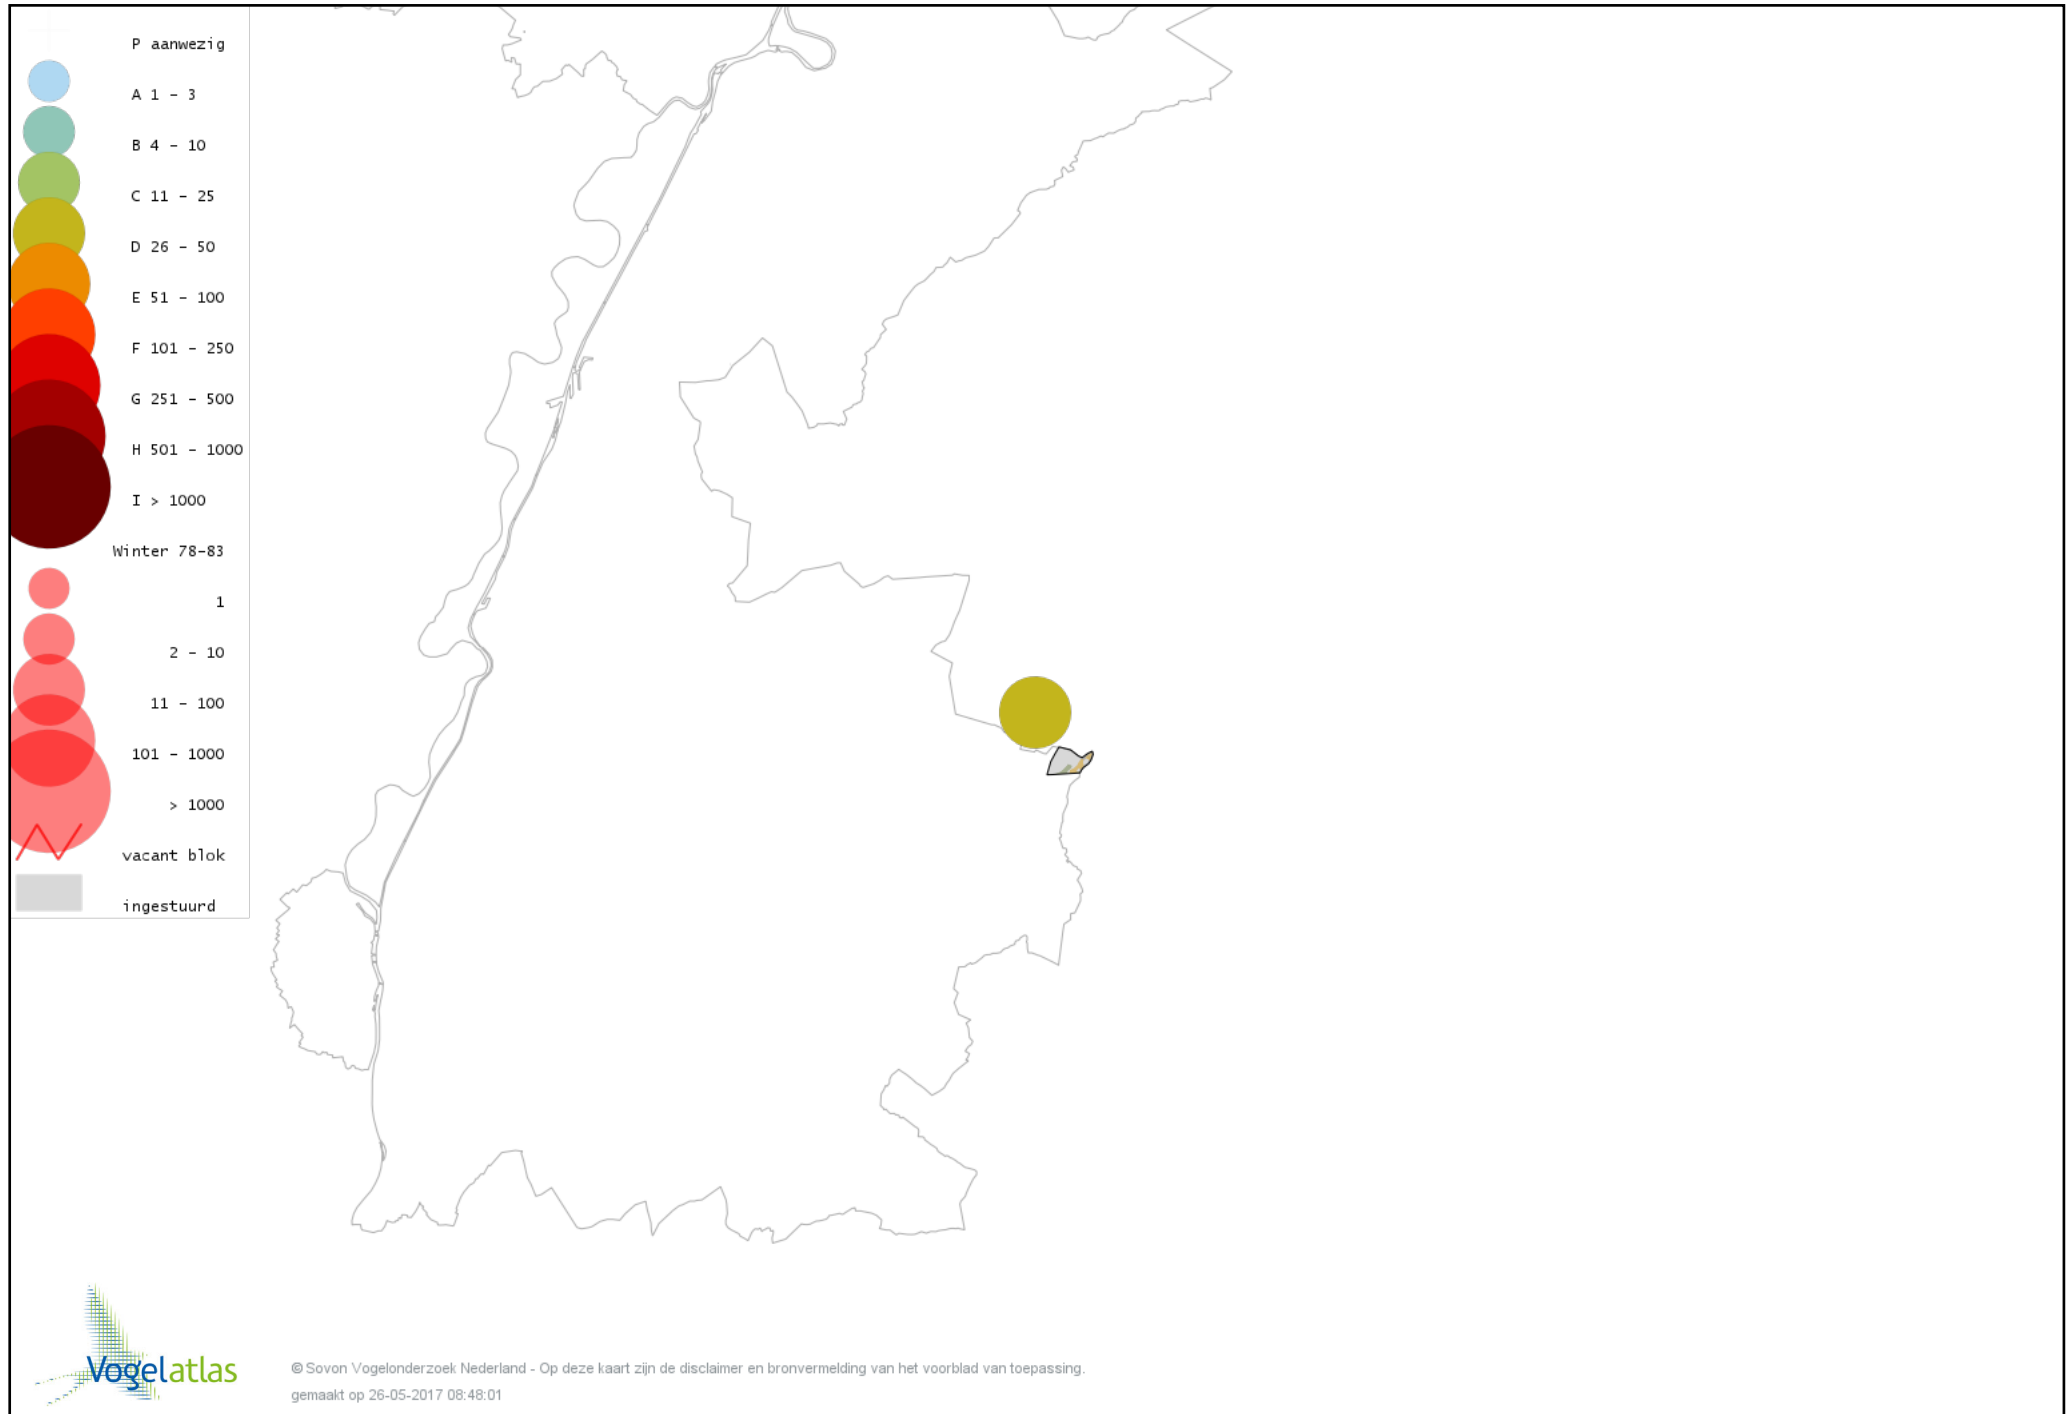 P aanwezig
A 1 - 3
B 4 - 10
C 11 - 25
D 26 - 50
E 51 - 100
F 101 - 250
G 251 - 500
H 501 - 1000
I > 1000
Winter 78-83
1
2 - 10
11 - 100
101 - 1000
> 1000
vacant blok
ingestuurd
Vogelatlas
© Sovon Vogelonderzoek Nederland - Op deze kaart zijn de disclaimer en bronvermelding van het voorblad van toepassing.
gemaakt op 26-05-2017 08:48:01